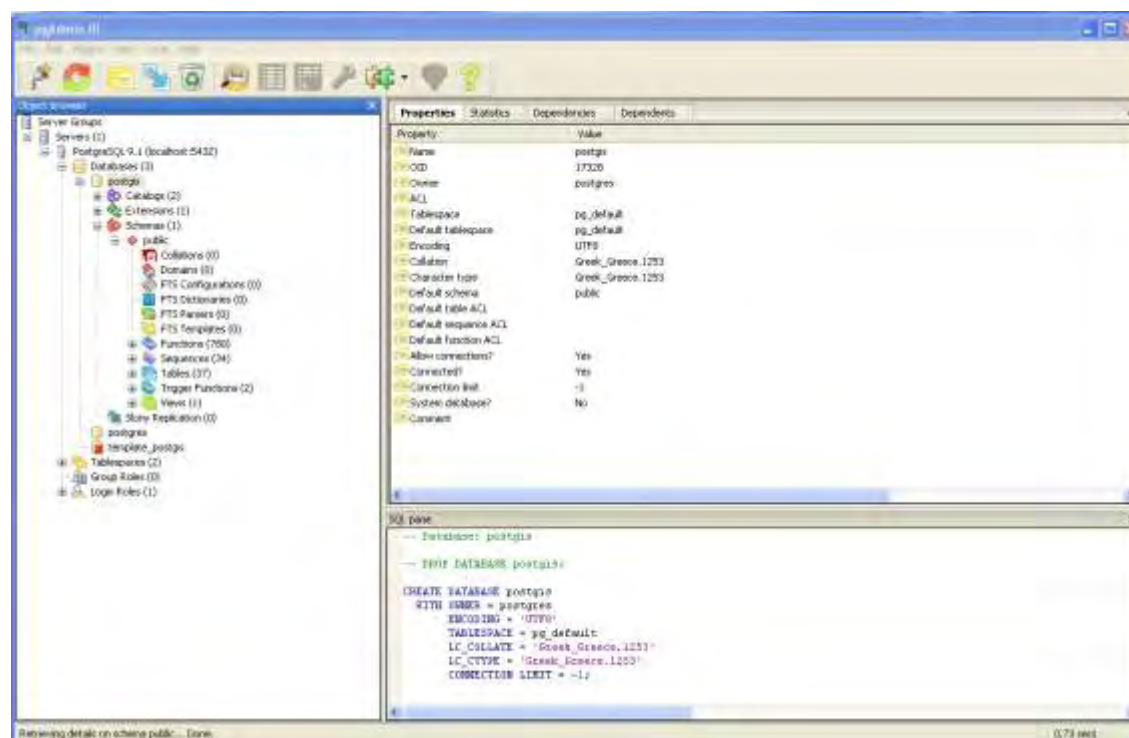 pgAdmin III
Object browser
Server Groups
Servers (1)
PostgreSQL 9.1 (localhost:5432)
Databases (3)
postgis
Catalogs (2)
Extensions (1)
Schemas (1)
public
Collations (0)
Domains (0)
FTS Configurations (0)
FTS Dictionaries (0)
FTS Parsers (0)
FTS Templates (0)
Functions (760)
Sequences (34)
Tables (37)
Trigger Functions (2)
Views (1)
Slony Replication (0)
postgres
template_postgis
Tablespaces (2)
Group Roles (0)
Login Roles (1)
Properties Statistics Dependencies Dependents
Property Value
Name postgis
OID 17326
Owner postgres
ACL
Tablespace pg_default
Default tablespace pg_default
Encoding UTF8
Collation Greek_Greece.1253
Character type Greek_Greece.1253
Default schema public
Default table ACL
Default sequence ACL
Default function ACL
Allow connections? Yes
Connected? Yes
Connection limit -1
System database? No
Comment
SQL pane
-- Database: postgis
-- DROP DATABASE postgis;
CREATE DATABASE postgis
WITH OWNER = postgres
ENCODING = 'UTF8'
TABLESPACE = pg_default
LC_COLLATE = 'Greek_Greece.1253'
LC_CTYPE = 'Greek_Greece.1253'
CONNECTION LIMIT = -1;
Retrieving details on schema public... Done. 0.73 secs